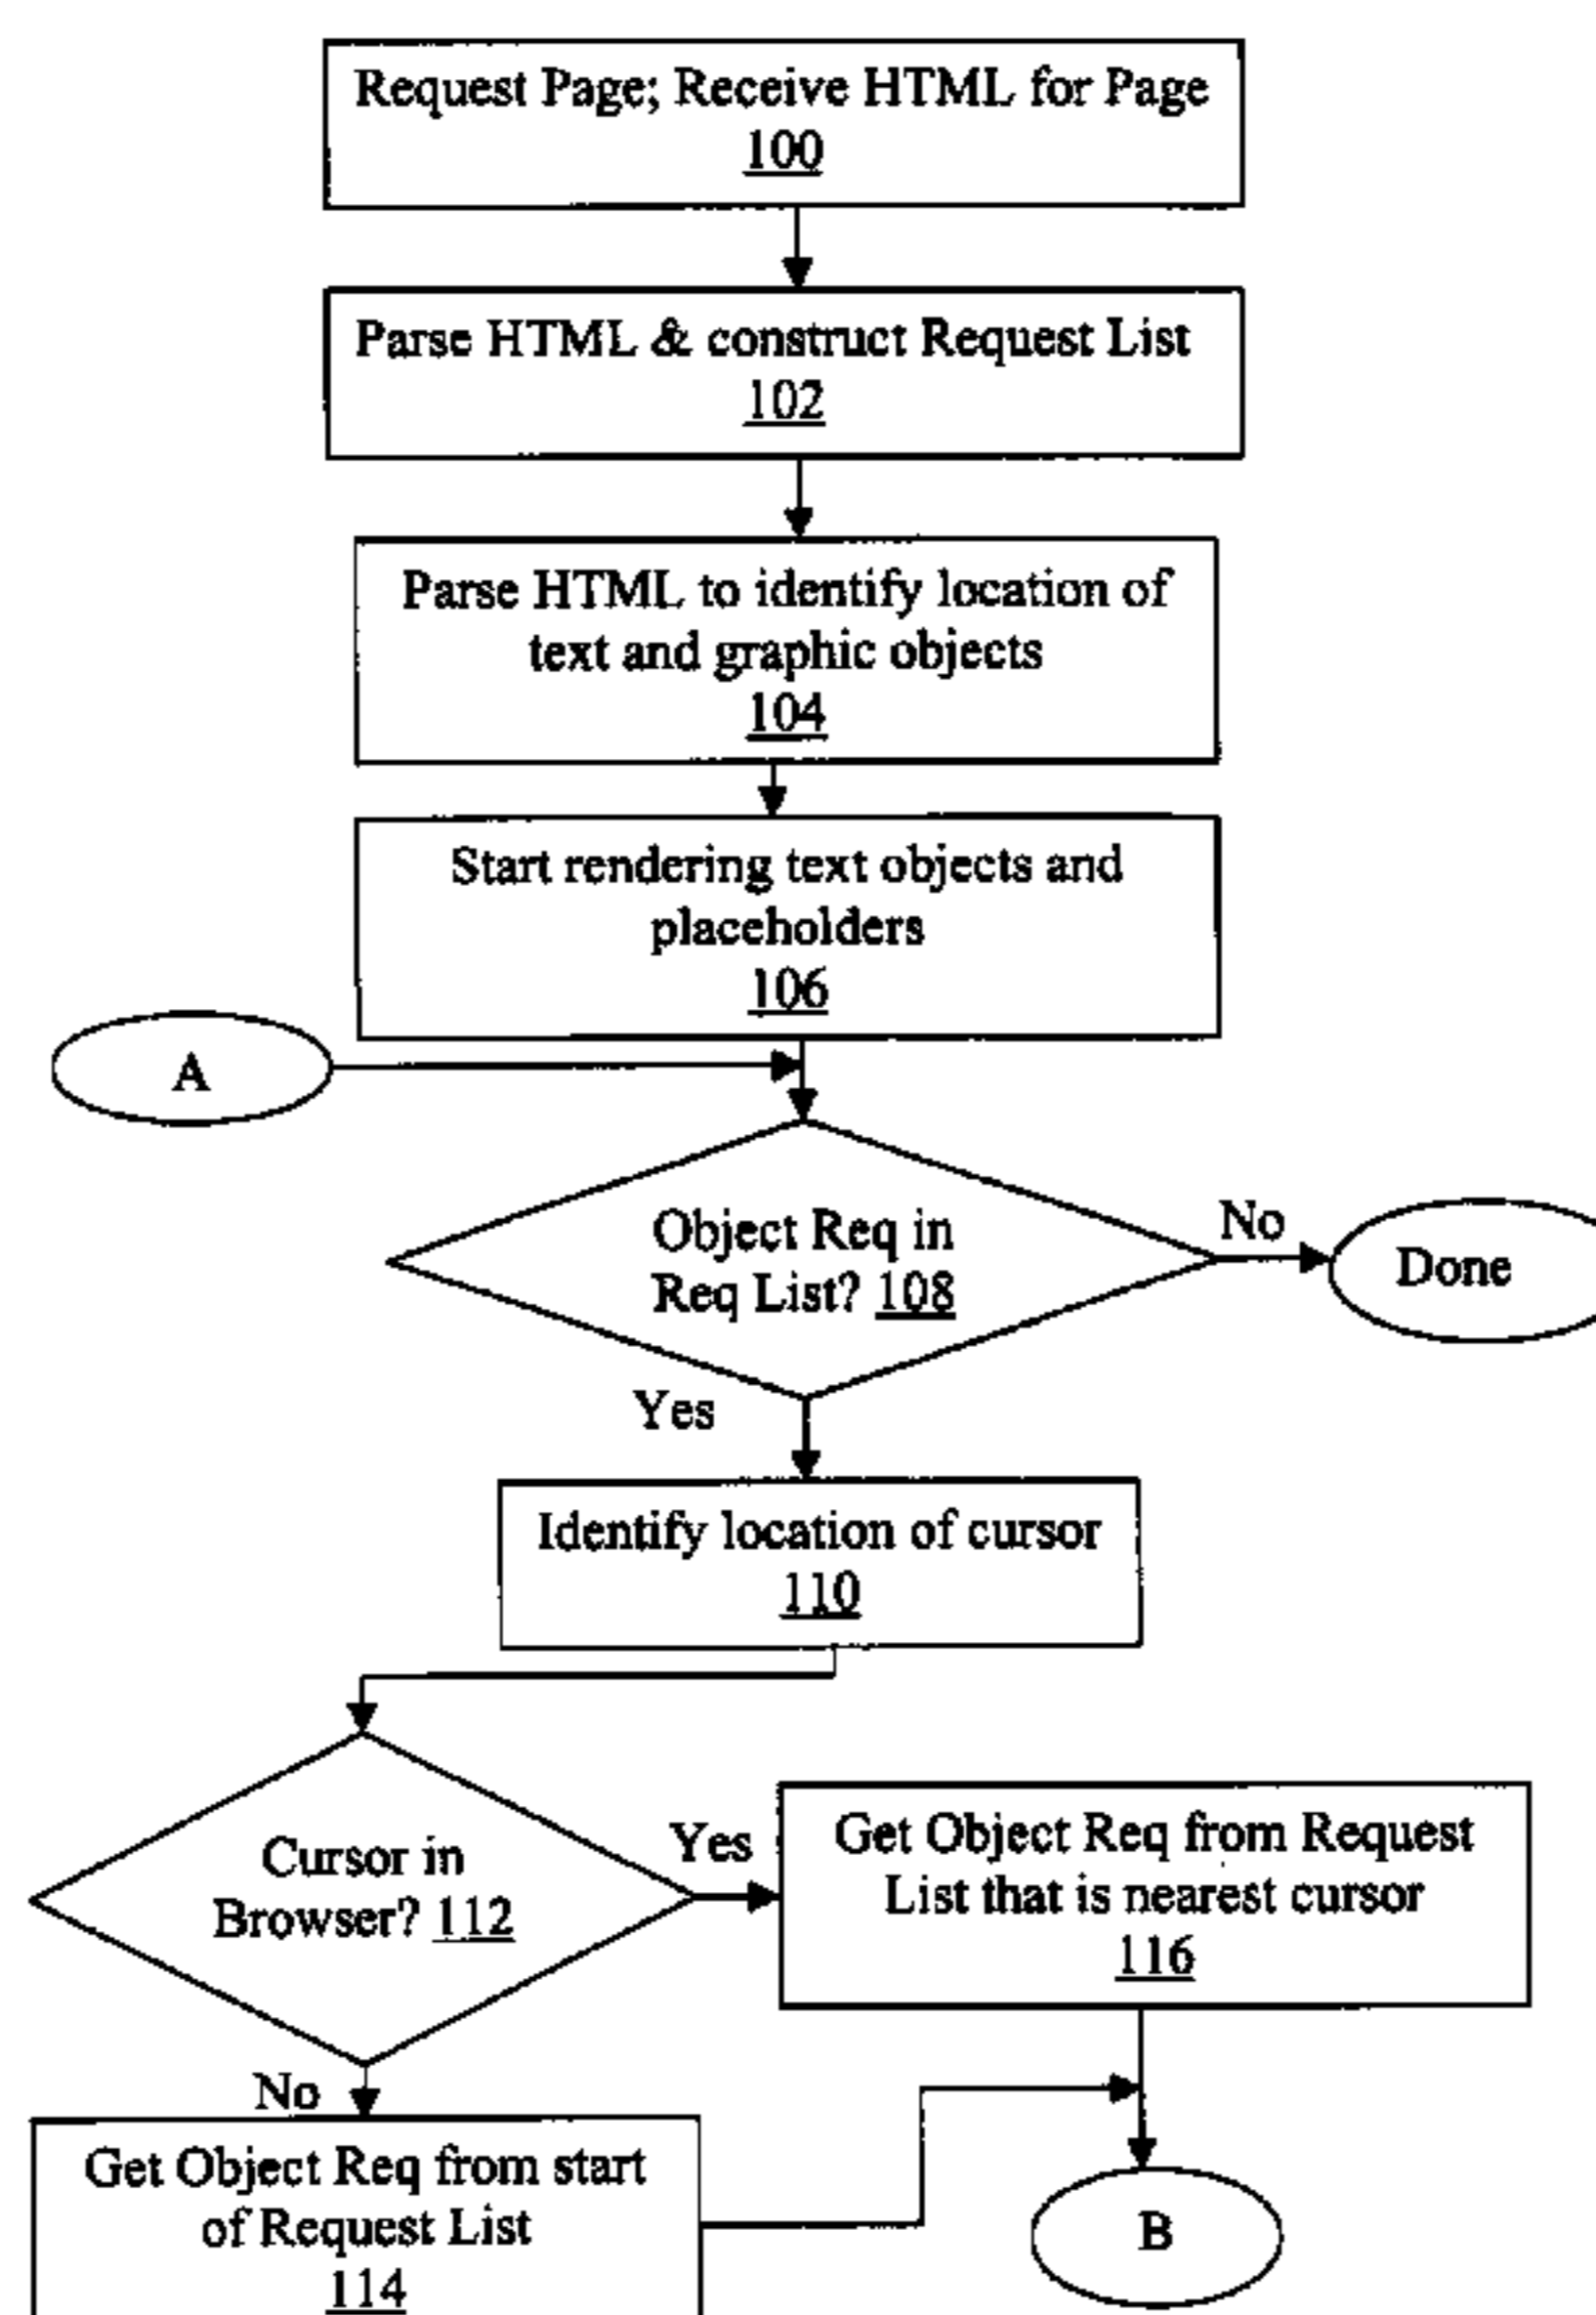 Request Page; Receive HTML for Page
100
Parse HTML & construct Request List
102
Parse HTML to identify location of
text and graphic objects
104
Start rendering text objects and
placeholders
106
A
Object Req in
Req List? 108
No
Done
Yes
Identify location of cursor
110
Cursor in
Browser? 112
Yes
Get Object Req from Request
List that is nearest cursor
116
No
Get Object Req from start
of Request List
114
B